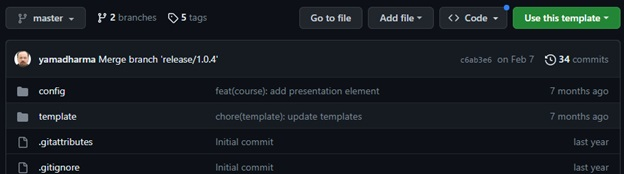 master 2 branches 5 tags Go to file Add file Code Use this template
yamadharma Merge branch 'release/1.0.4' c6ab3e6 on Feb 7 34 commits
config feat(course): add presentation element 7 months ago
template chore(template): update templates 7 months ago
.gitattributes Initial commit last year
.gitignore Initial commit last year